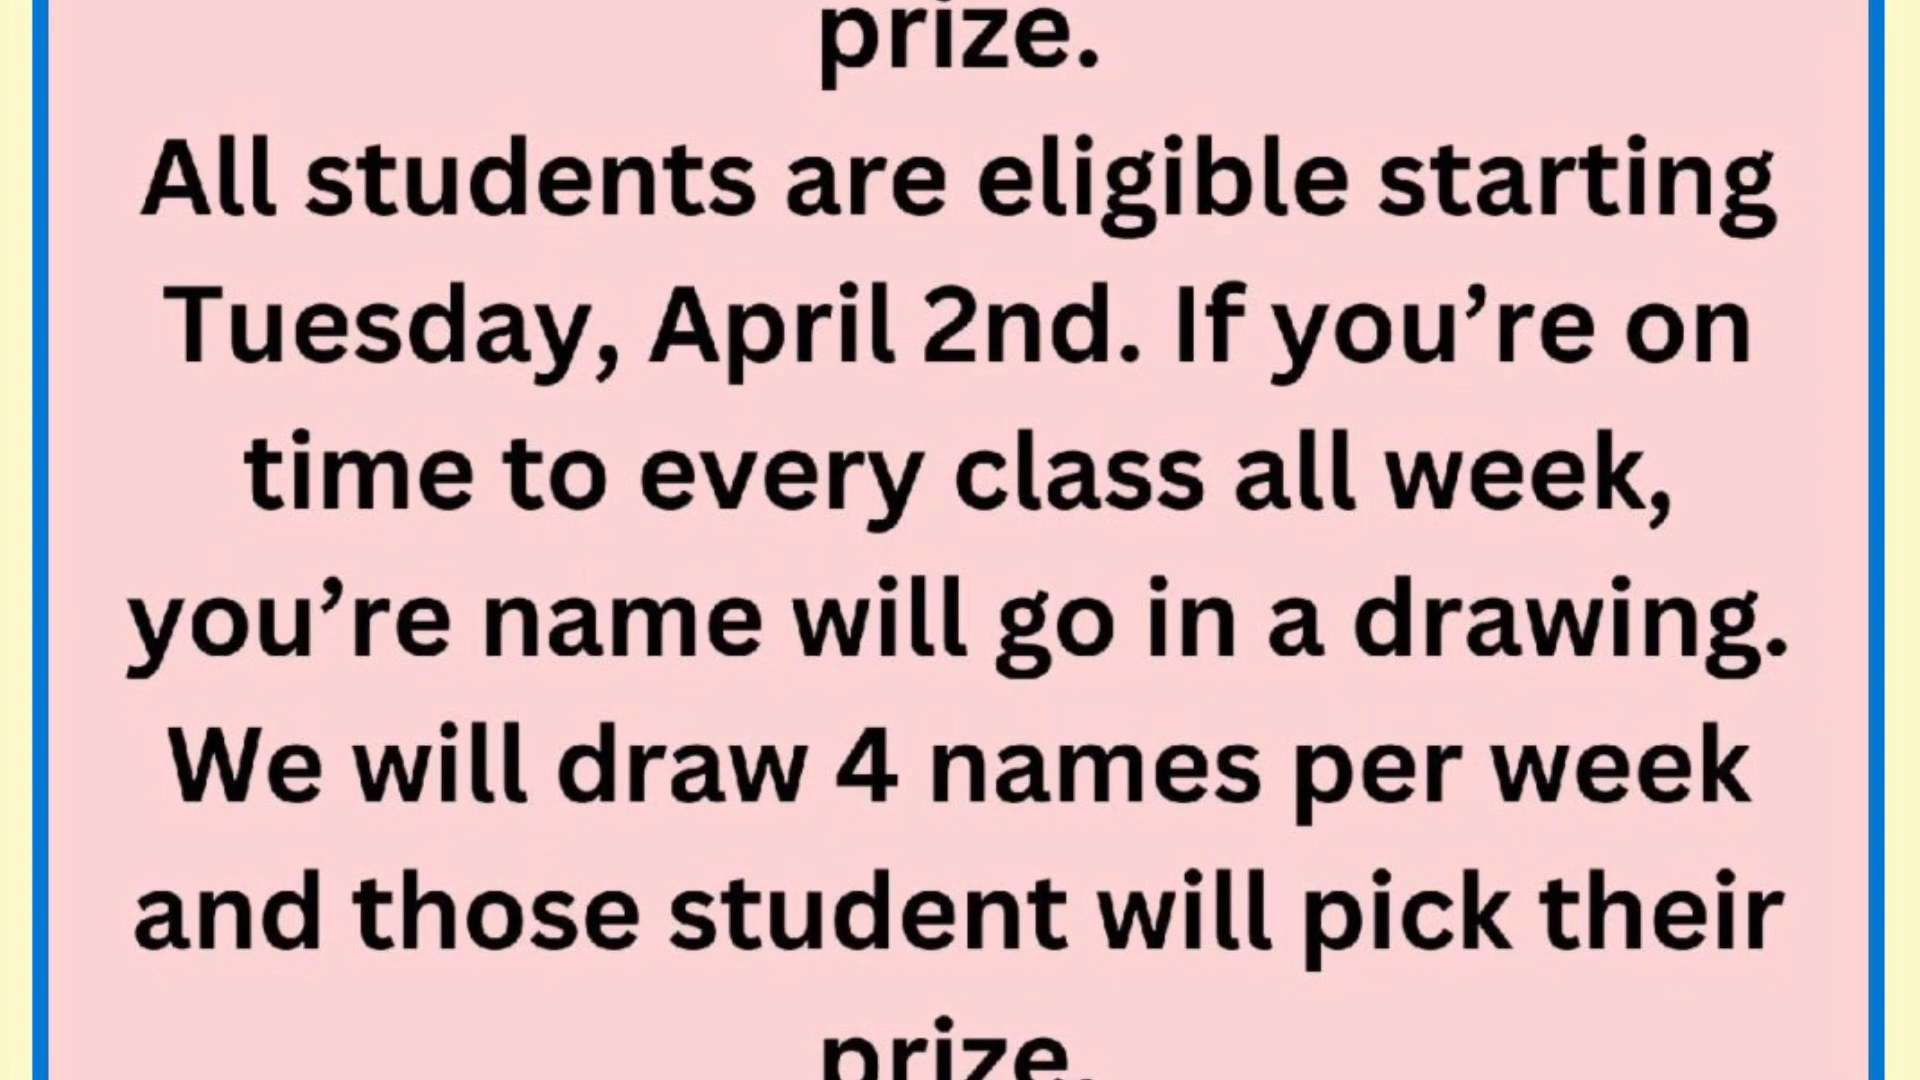 prize.
All students are eligible starting
Tuesday, April 2nd. If you’re on
time to every class all week,
you’re name will go in a drawing.
We will draw 4 names per week
and those student will pick their
prize.